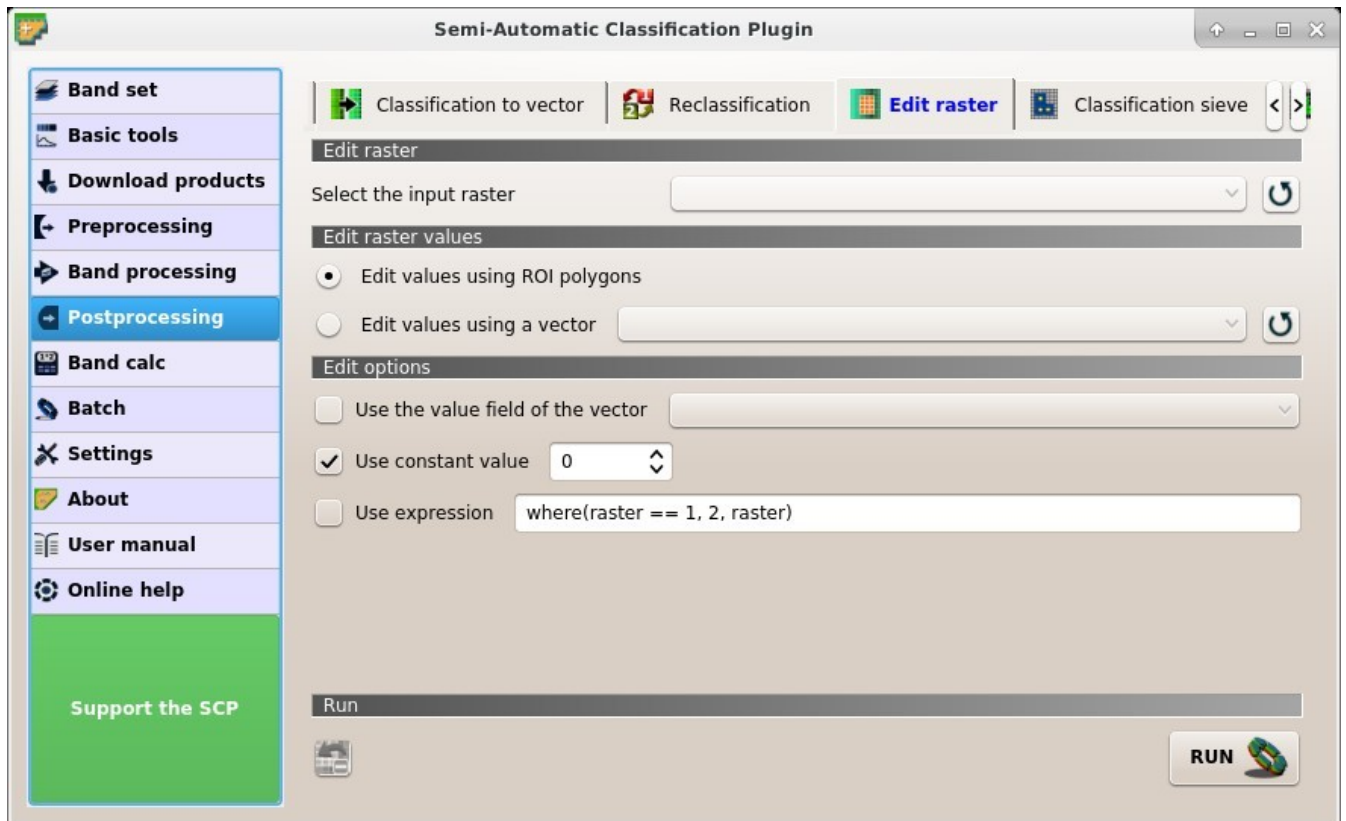 Semi-Automatic Classification Plugin
Band set
Basic tools
Download products
Preprocessing
Band processing
Postprocessing
Band calc
Batch
Settings
About
User manual
Online help
Support the SCP
Classification to vector
Reclassification
Edit raster
Classification sieve
Edit raster
Select the input raster
Edit raster values
Edit values using ROI polygons
Edit values using a vector
Edit options
Use the value field of the vector
Use constant value 0
Use expression where(raster == 1, 2, raster)
Run
RUN